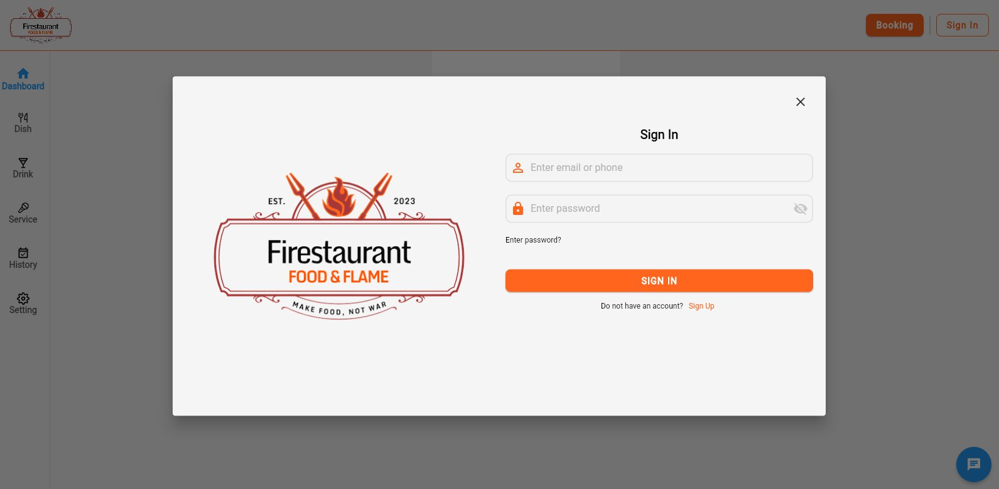 Firestaurant
FOOD & FLAME
Booking
Sign In
Dashboard
Dish
Drink
Service
History
Setting
EST.
2023
Firestaurant
FOOD & FLAME
MAKE FOOD, NOT WAR
Sign In
Enter email or phone
Enter password
Enter password?
SIGN IN
Do not have an account? Sign Up